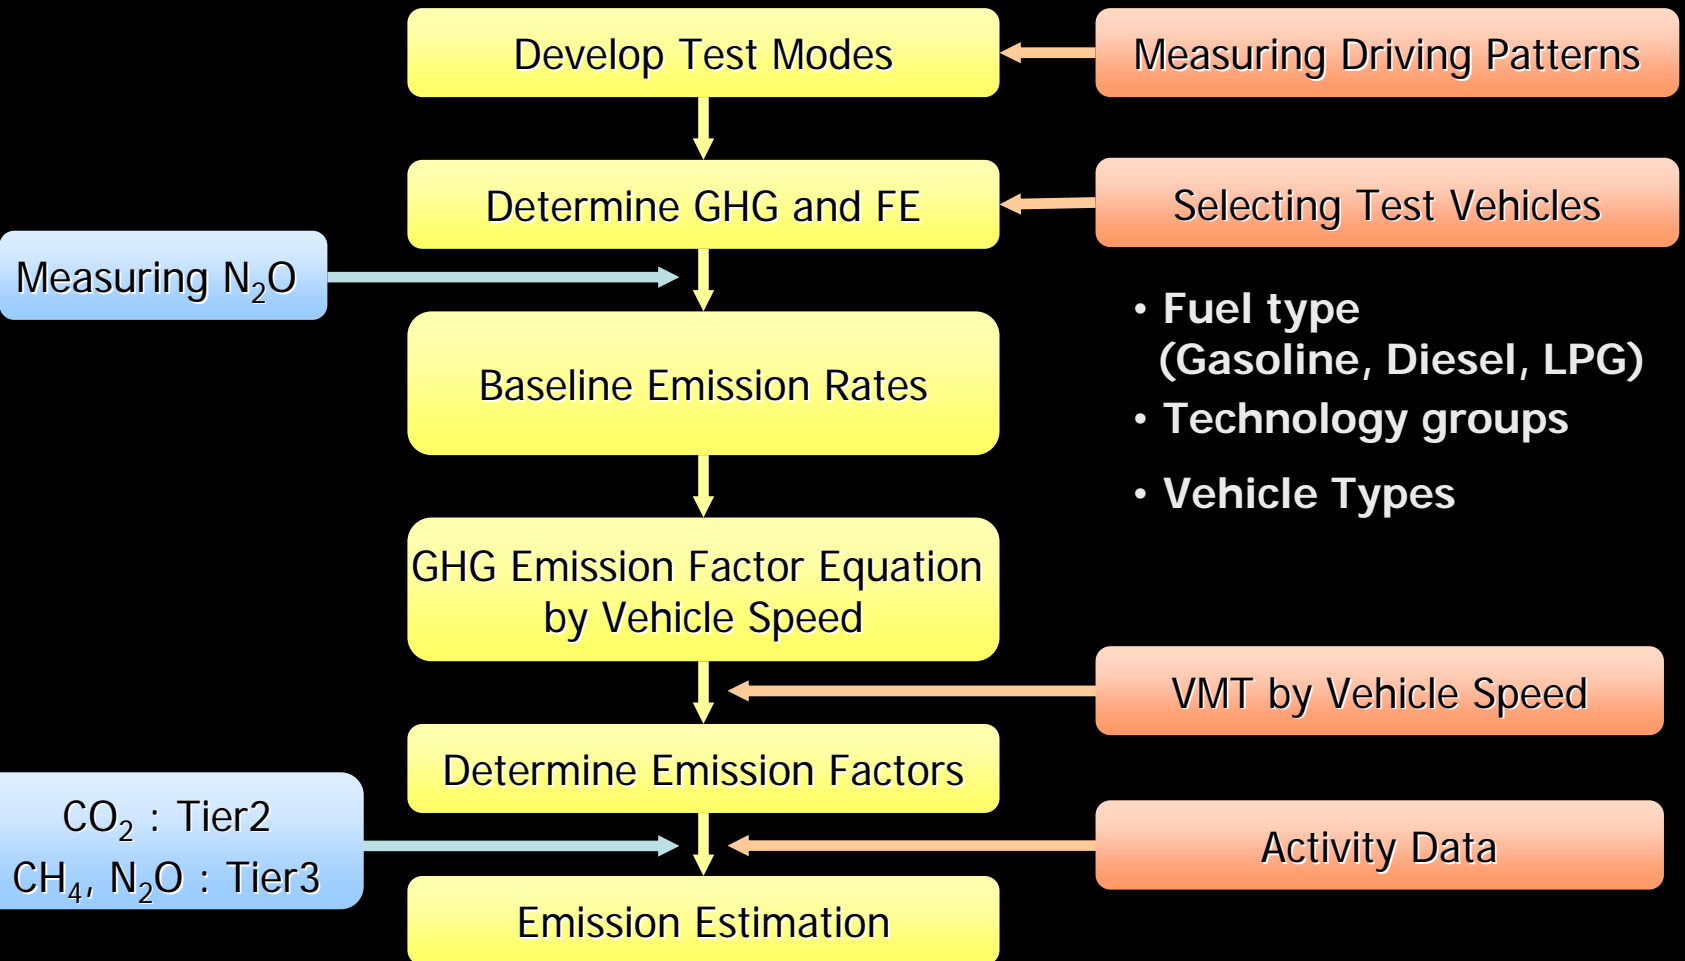 Develop Test Modes
Measuring Driving Patterns
Determine GHG and FE
Selecting Test Vehicles
Measuring N₂O
• Fuel type
(Gasoline, Diesel, LPG)
• Technology groups
• Vehicle Types
Baseline Emission Rates
GHG Emission Factor Equation
by Vehicle Speed
VMT by Vehicle Speed
Determine Emission Factors
CO₂ : Tier2
CH₄, N₂O : Tier3
Activity Data
Emission Estimation